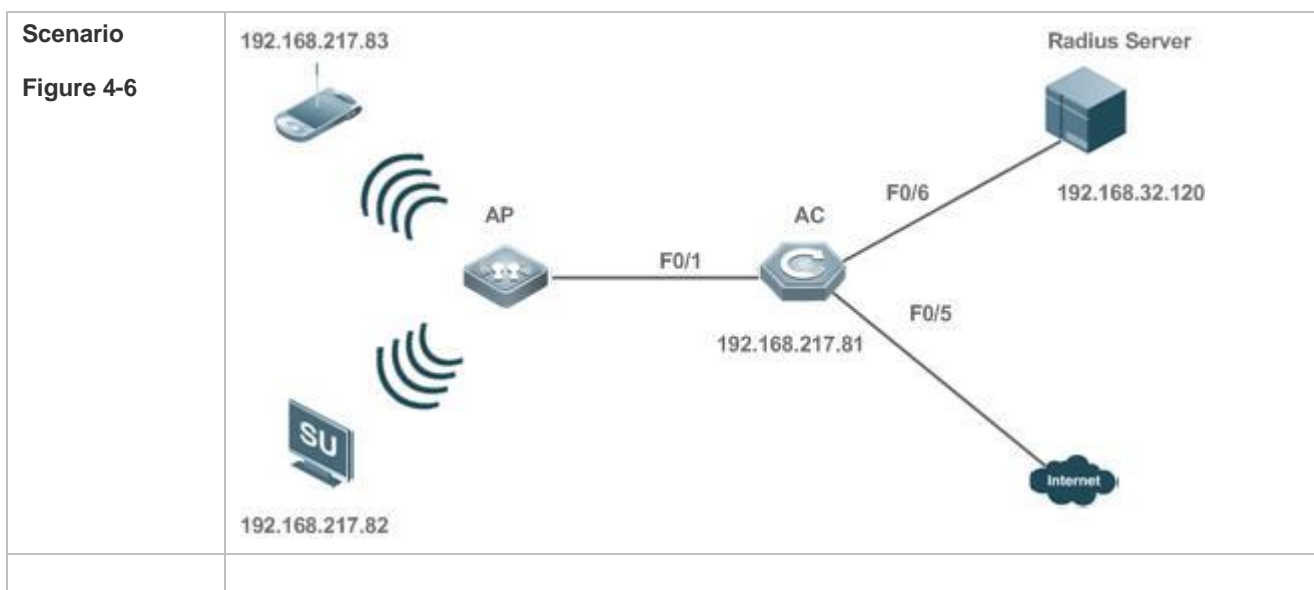 Scenario
Figure 4-6
192.168.217.83
Radius Server
F0/6
192.168.32.120
AP
AC
F0/1
F0/5
192.168.217.81
SU
Internet
192.168.217.82